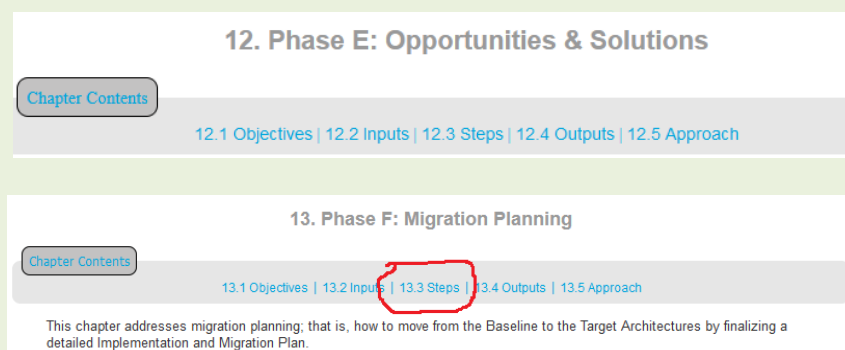 12. Phase E: Opportunities & Solutions
Chapter Contents
12.1 Objectives | 12.2 Inputs | 12.3 Steps | 12.4 Outputs | 12.5 Approach
13. Phase F: Migration Planning
Chapter Contents
13.1 Objectives | 13.2 Inputs | 13.3 Steps | 13.4 Outputs | 13.5 Approach
This chapter addresses migration planning; that is, how to move from the Baseline to the Target Architectures by finalizing a
detailed Implementation and Migration Plan.